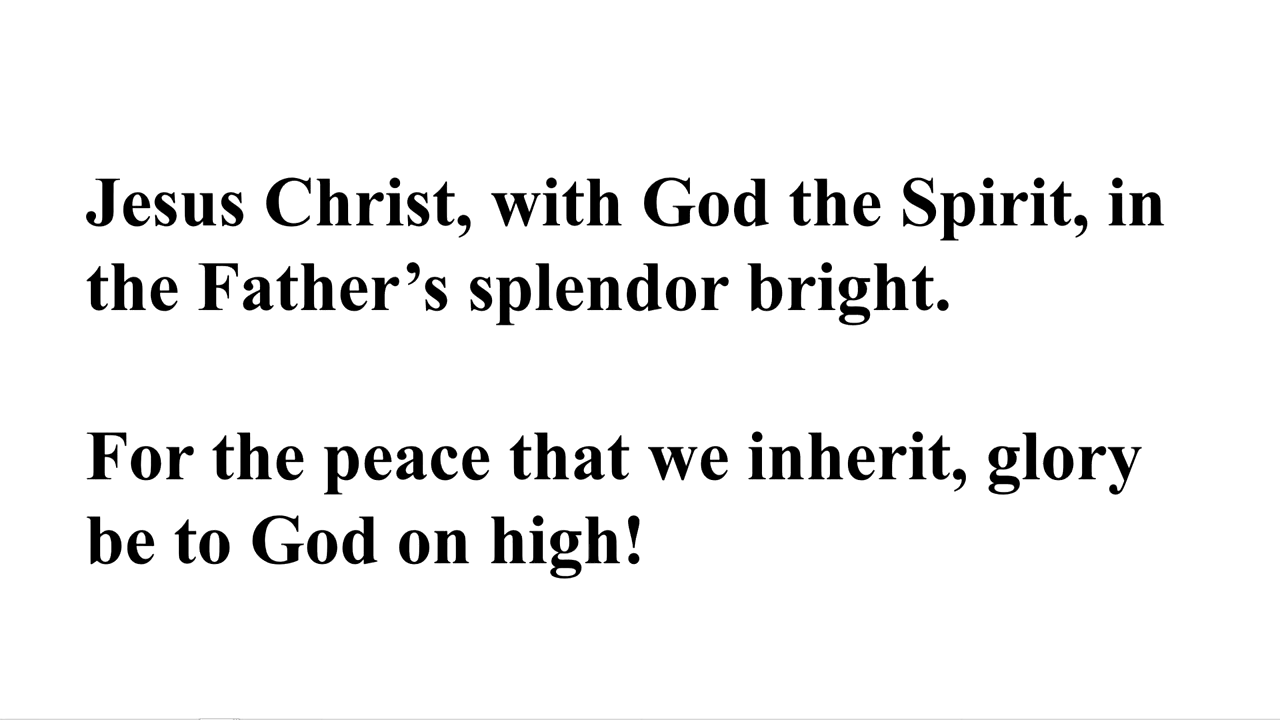 Jesus Christ, with God the Spirit, in
the Father’s splendor bright.
For the peace that we inherit, glory
be to God on high!